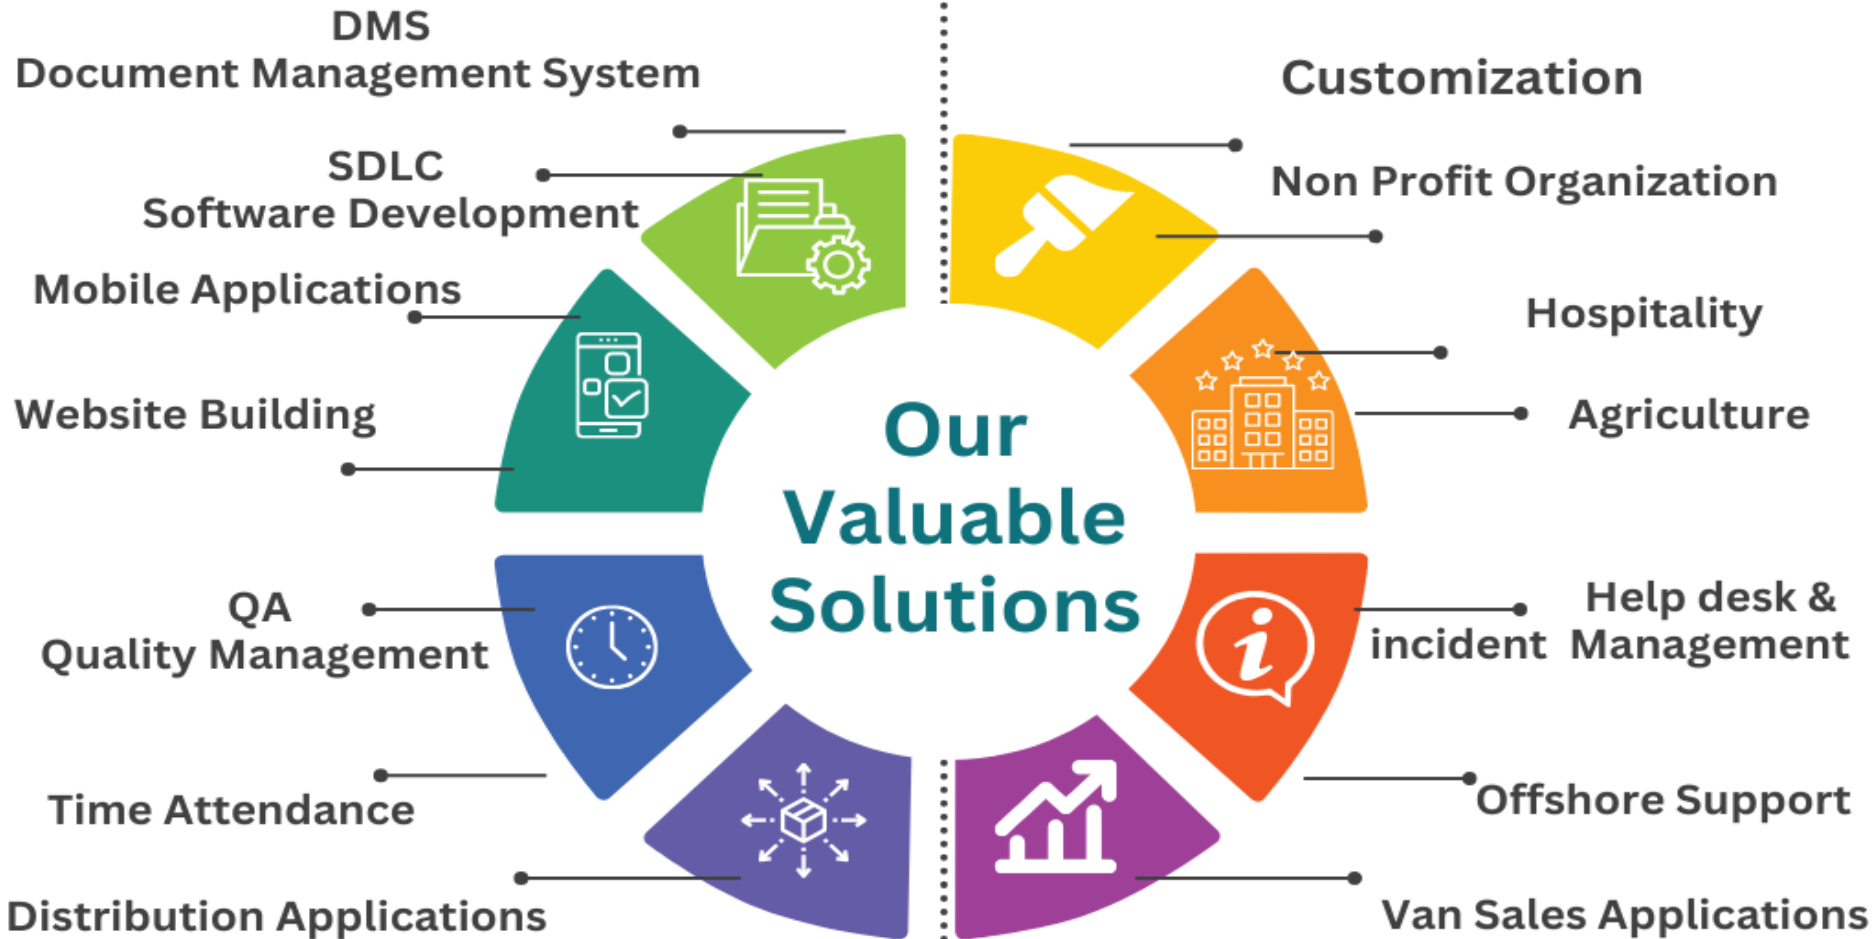 DMS
Document Management System
SDLC
Software Development
Mobile Applications
Website Building
QA
Quality Management
Time Attendance
Distribution Applications
Our
Valuable
Solutions
Customization
Non Profit Organization
Hospitality
Agriculture
Help desk &
incident Management
Offshore Support
Van Sales Applications